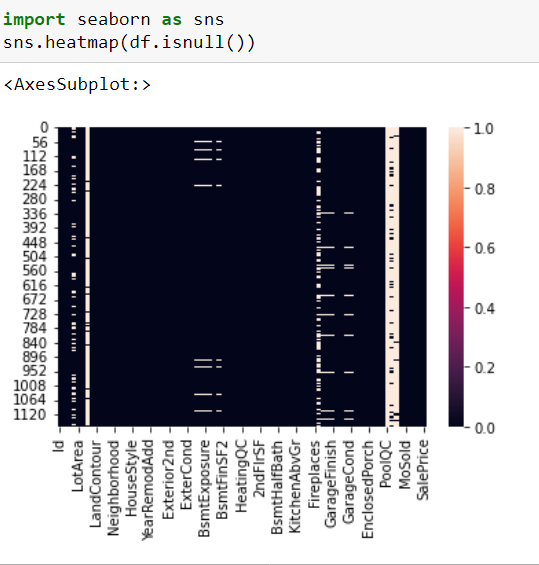 import seaborn as sns
sns.heatmap(df.isnull())
<AxesSubplot:>
0
56
112
168
224
280
336
392
448
504
560
616
672
728
784
840
896
952
1008
1064
1120
1.0
0.8
0.6
0.4
0.2
0.0
Id
LotArea
LandContour
Neighborhood
HouseStyle
YearRemodAdd
Exterior2nd
ExterCond
BsmtExposure
BsmtFinSF2
HeatingQC
2ndFlrSF
BsmtHalfBath
KitchenAbvGr
Fireplaces
GarageFinish
GarageCond
EnclosedPorch
PoolQC
MoSold
SalePrice